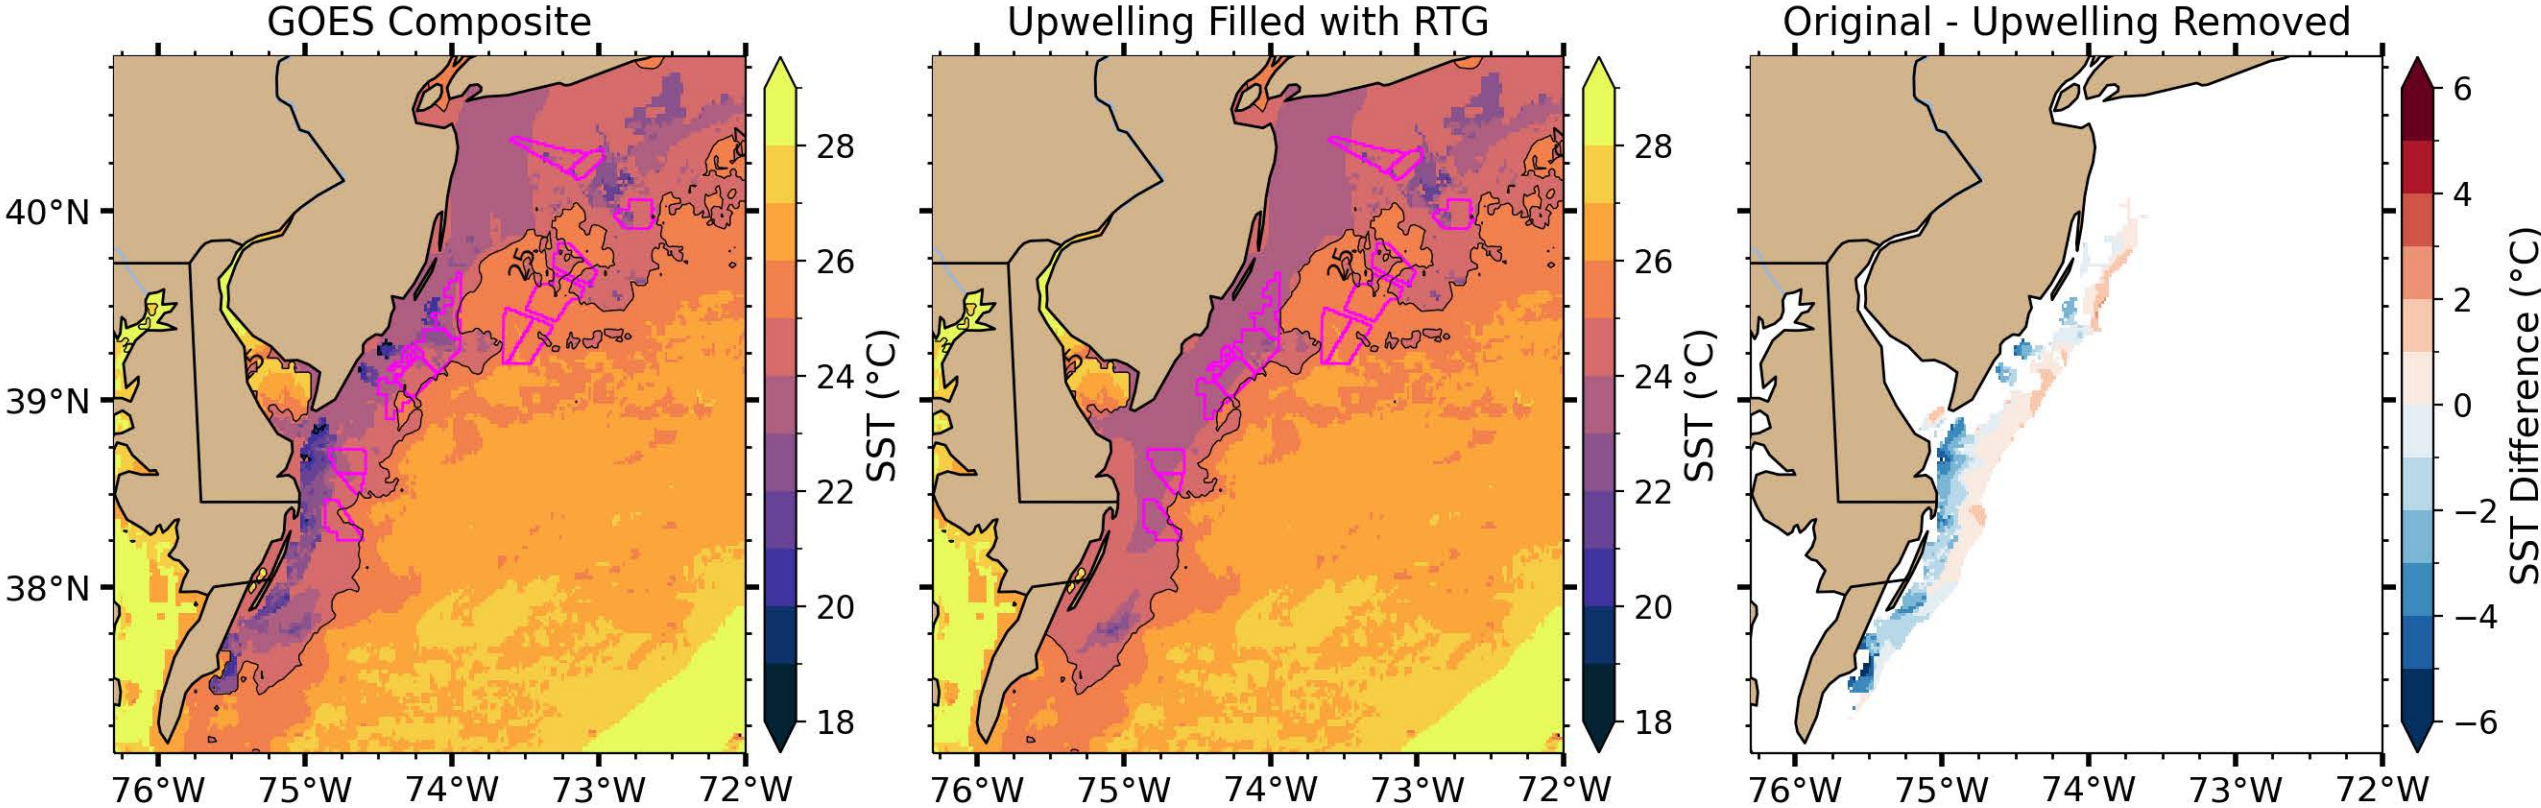 GOES Composite
Upwelling Filled with RTG
Original - Upwelling Removed
40°N
39°N
38°N
76°W
75°W
74°W
73°W
72°W
25
28
26
24
22
20
18
SST (°C)
76°W
75°W
74°W
73°W
72°W
25
28
26
24
22
20
18
SST (°C)
76°W
75°W
74°W
73°W
72°W
6
4
2
0
−2
−4
−6
SST Difference (°C)